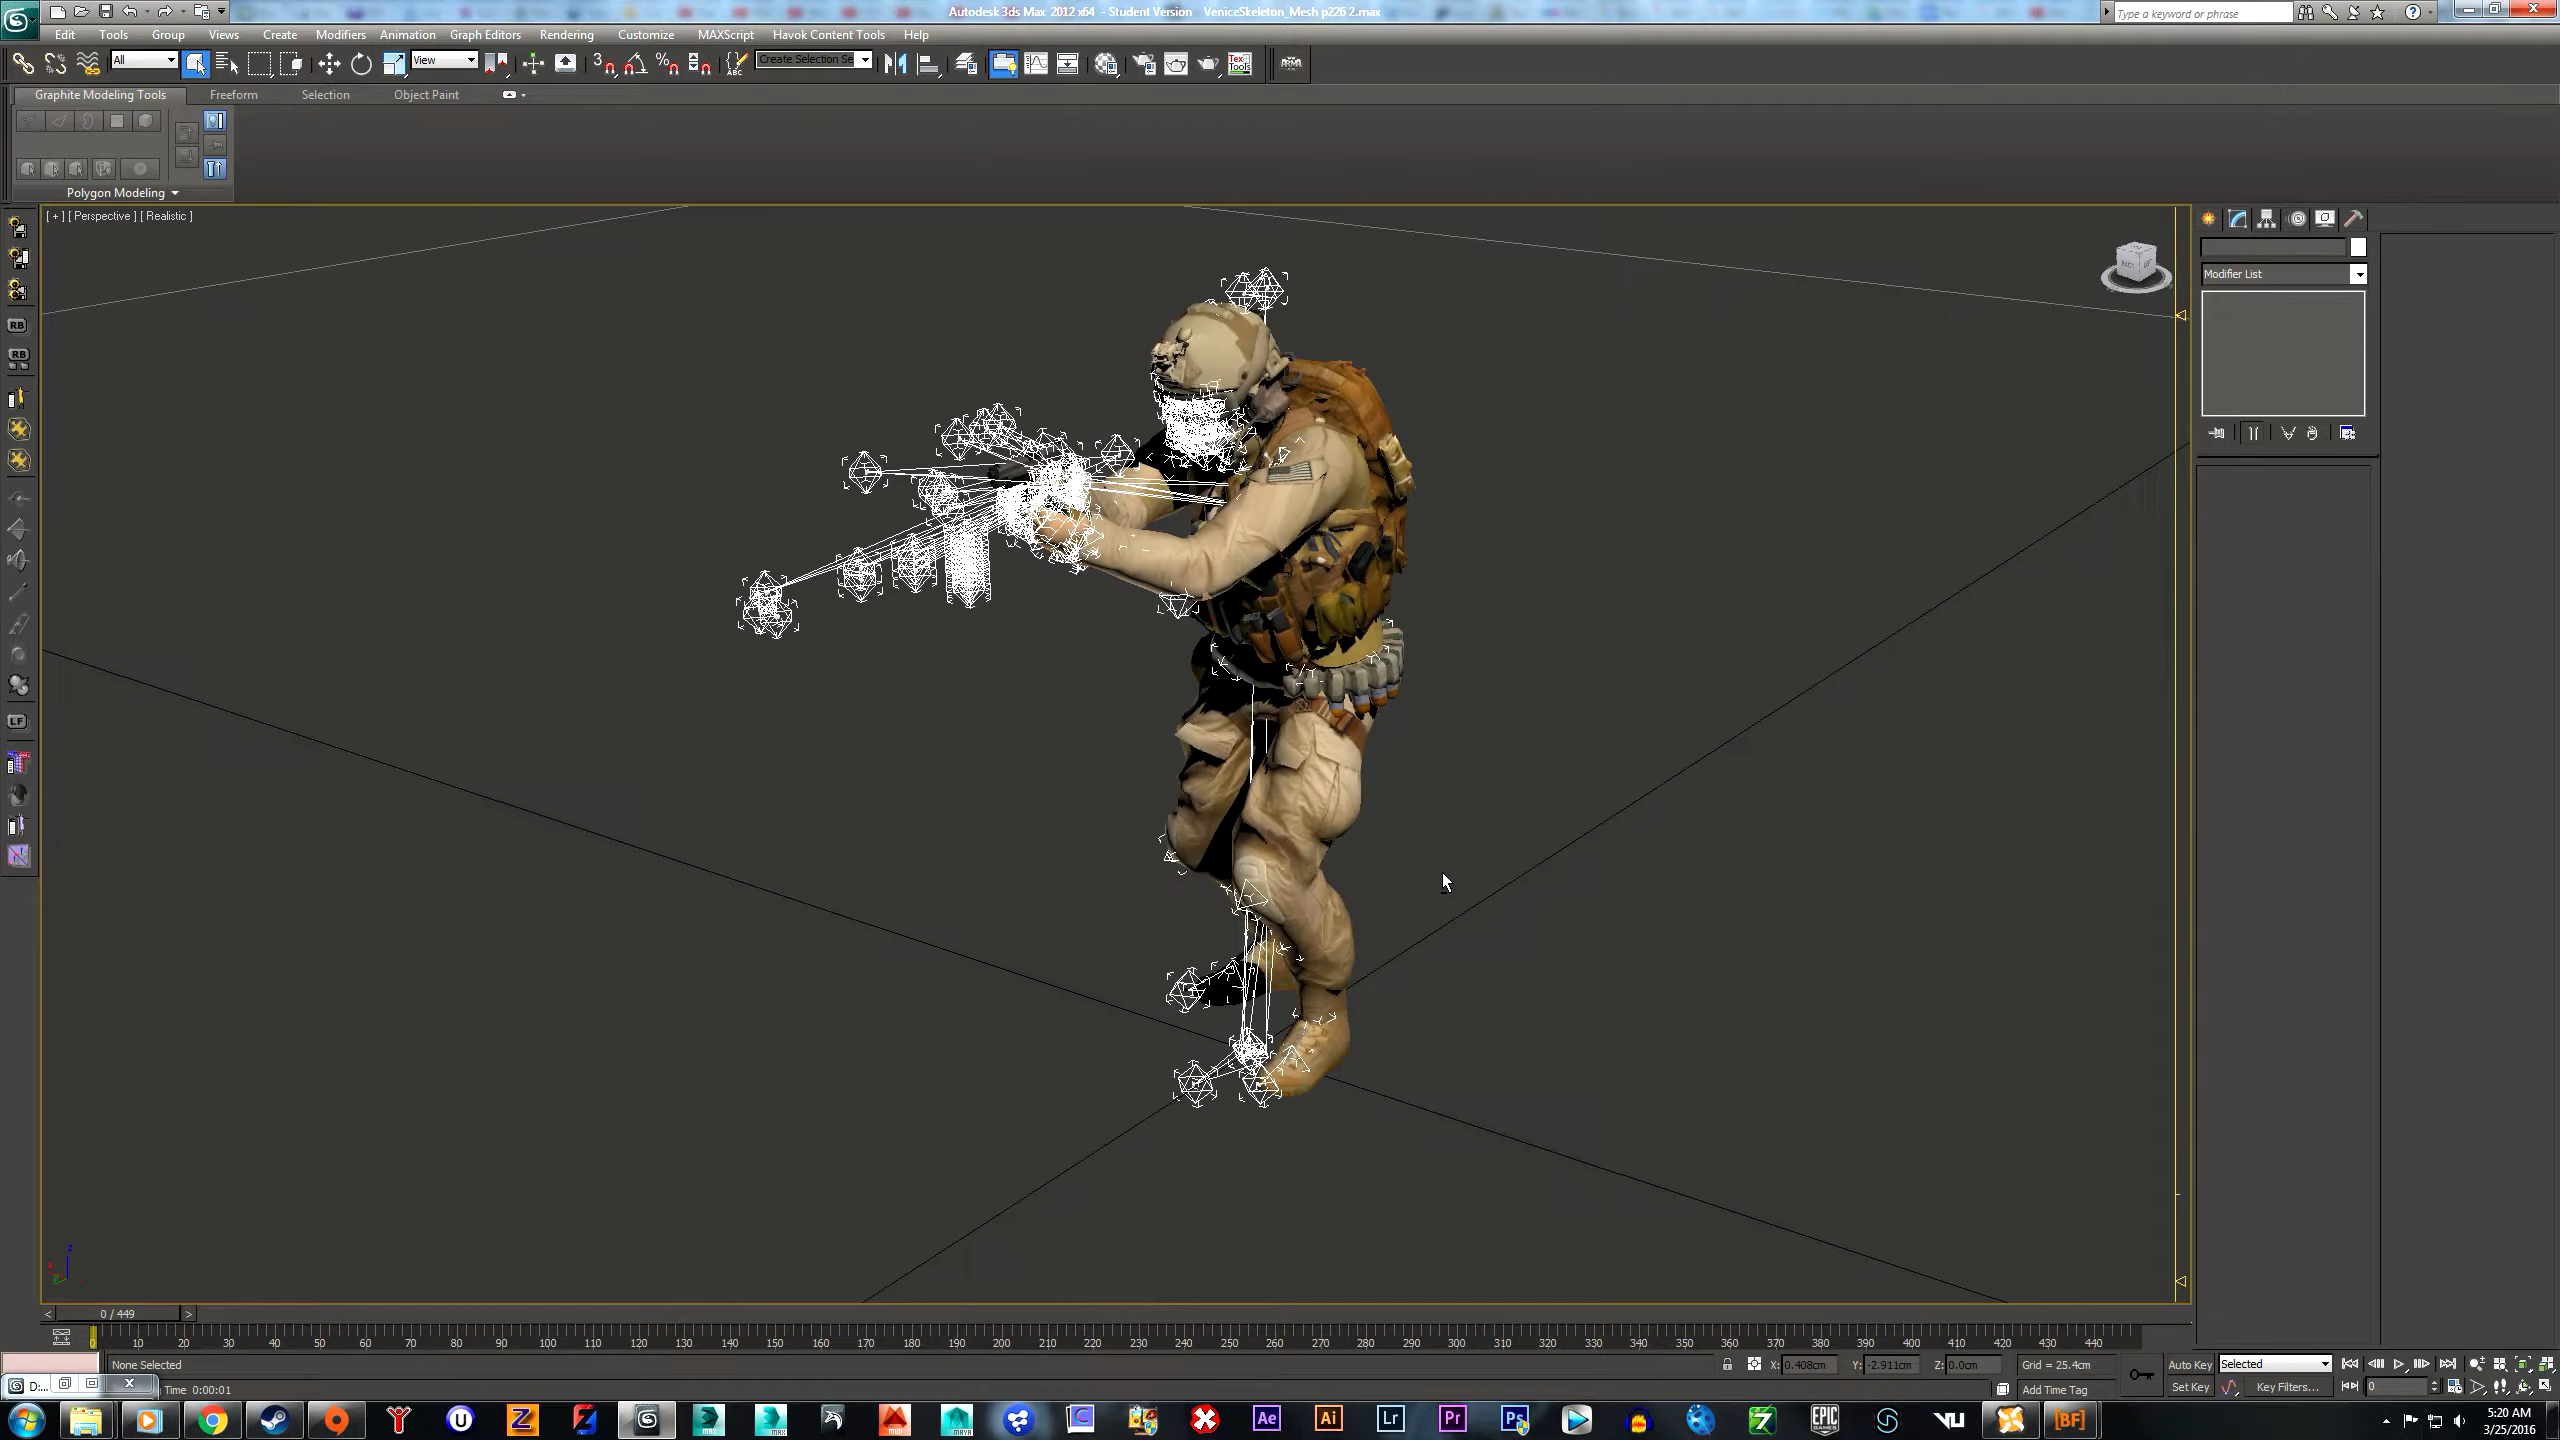 Autodesk 3ds Max 2012 x64 - Student Version VeniceSkeleton_Mesh p226 2.max
Type a keyword or phrase
Edit Tools Group Views Create Modifiers Animation Graph Editors Rendering Customize MAXScript Havok Content Tools Help
All View Create Selection Se
Graphite Modeling Tools Freeform Selection Object Paint
Polygon Modeling
[ + ] [ Perspective ] [ Realistic ]
Modifier List
RB
RB
LF
0 / 449
0 10 20 30 40 50 60 70 80 90 100 110 120 130 140 150 160 170 180 190 200 210 220 230 240 250 260 270 280 290 300 310 320 330 340 350 360 370 380 390 400 410 420 430 440
None Selected X: 0.408cm Y: -2.911cm Z: 0.0cm Grid = 25.4cm Auto Key Selected
D:... Time 0:00:01 Add Time Tag Set Key Key Filters... 0
Ae Ai Lr Pr Ps EPIC GAMES VU [BF]
5:20 AM
3/25/2016